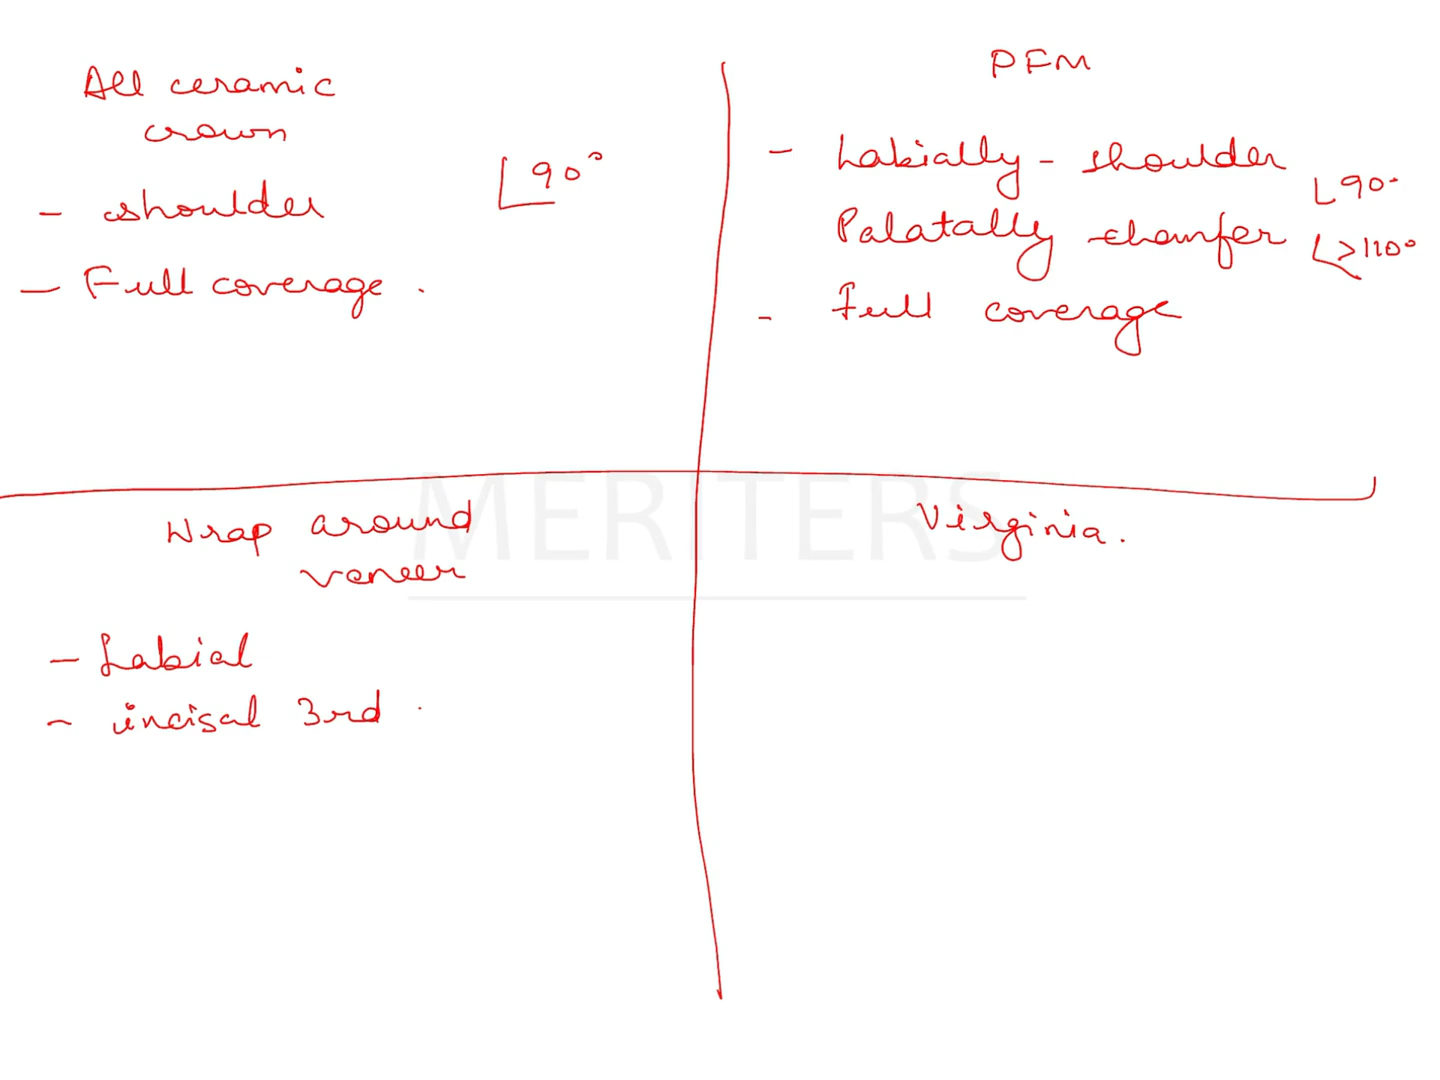 All ceramic
crown
- shoulder
∟90°
- Full coverage.
PFM
- Labially - shoulder
∟90°
Palatally chamfer
∟>110°
- Full coverage
MERITERS
Wrap around
veneer
- Labial
- incisal 3rd.
Virginia.